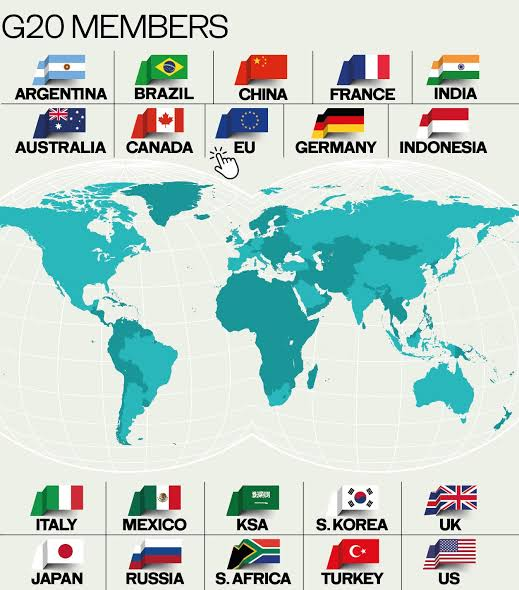 G20 MEMBERS
ARGENTINA BRAZIL CHINA FRANCE INDIA
AUSTRALIA CANADA EU GERMANY INDONESIA
ITALY MEXICO KSA S. KOREA UK
JAPAN RUSSIA S. AFRICA TURKEY US